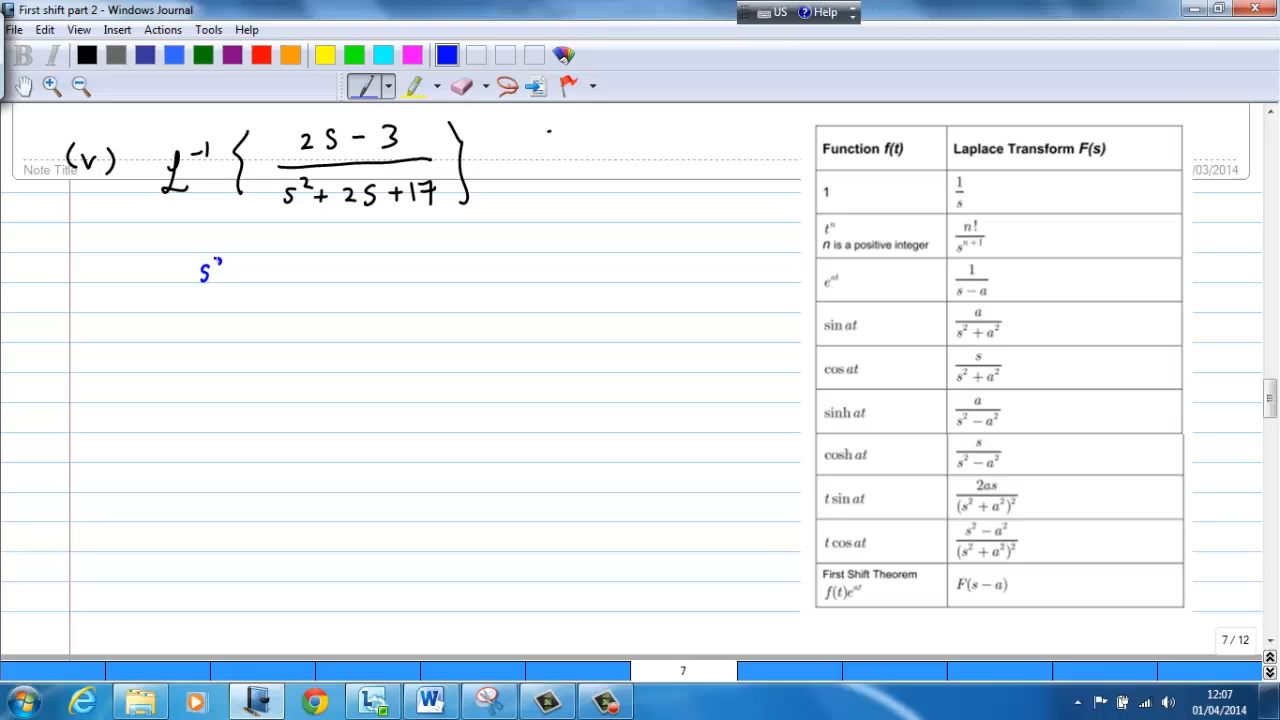 First shift part 2 - Windows Journal
US Help
File Edit View Insert Actions Tools Help
B I
(v) ℒ⁻¹ { (2s - 3) / (s² + 2s + 17) }
Note Title
/03/2014
s²
Function f(t) Laplace Transform F(s)
1 1/s
tⁿ n is a positive integer n!/sⁿ⁺¹
eᵃᵗ 1/(s - a)
sin at a/(s² + a²)
cos at s/(s² + a²)
sinh at a/(s² - a²)
cosh at s/(s² - a²)
t sin at 2as/(s² + a²)²
t cos at (s² - a²)/(s² + a²)²
First Shift Theorem f(t)eᵃᵗ F(s - a)
7 / 12
7
12:07
01/04/2014